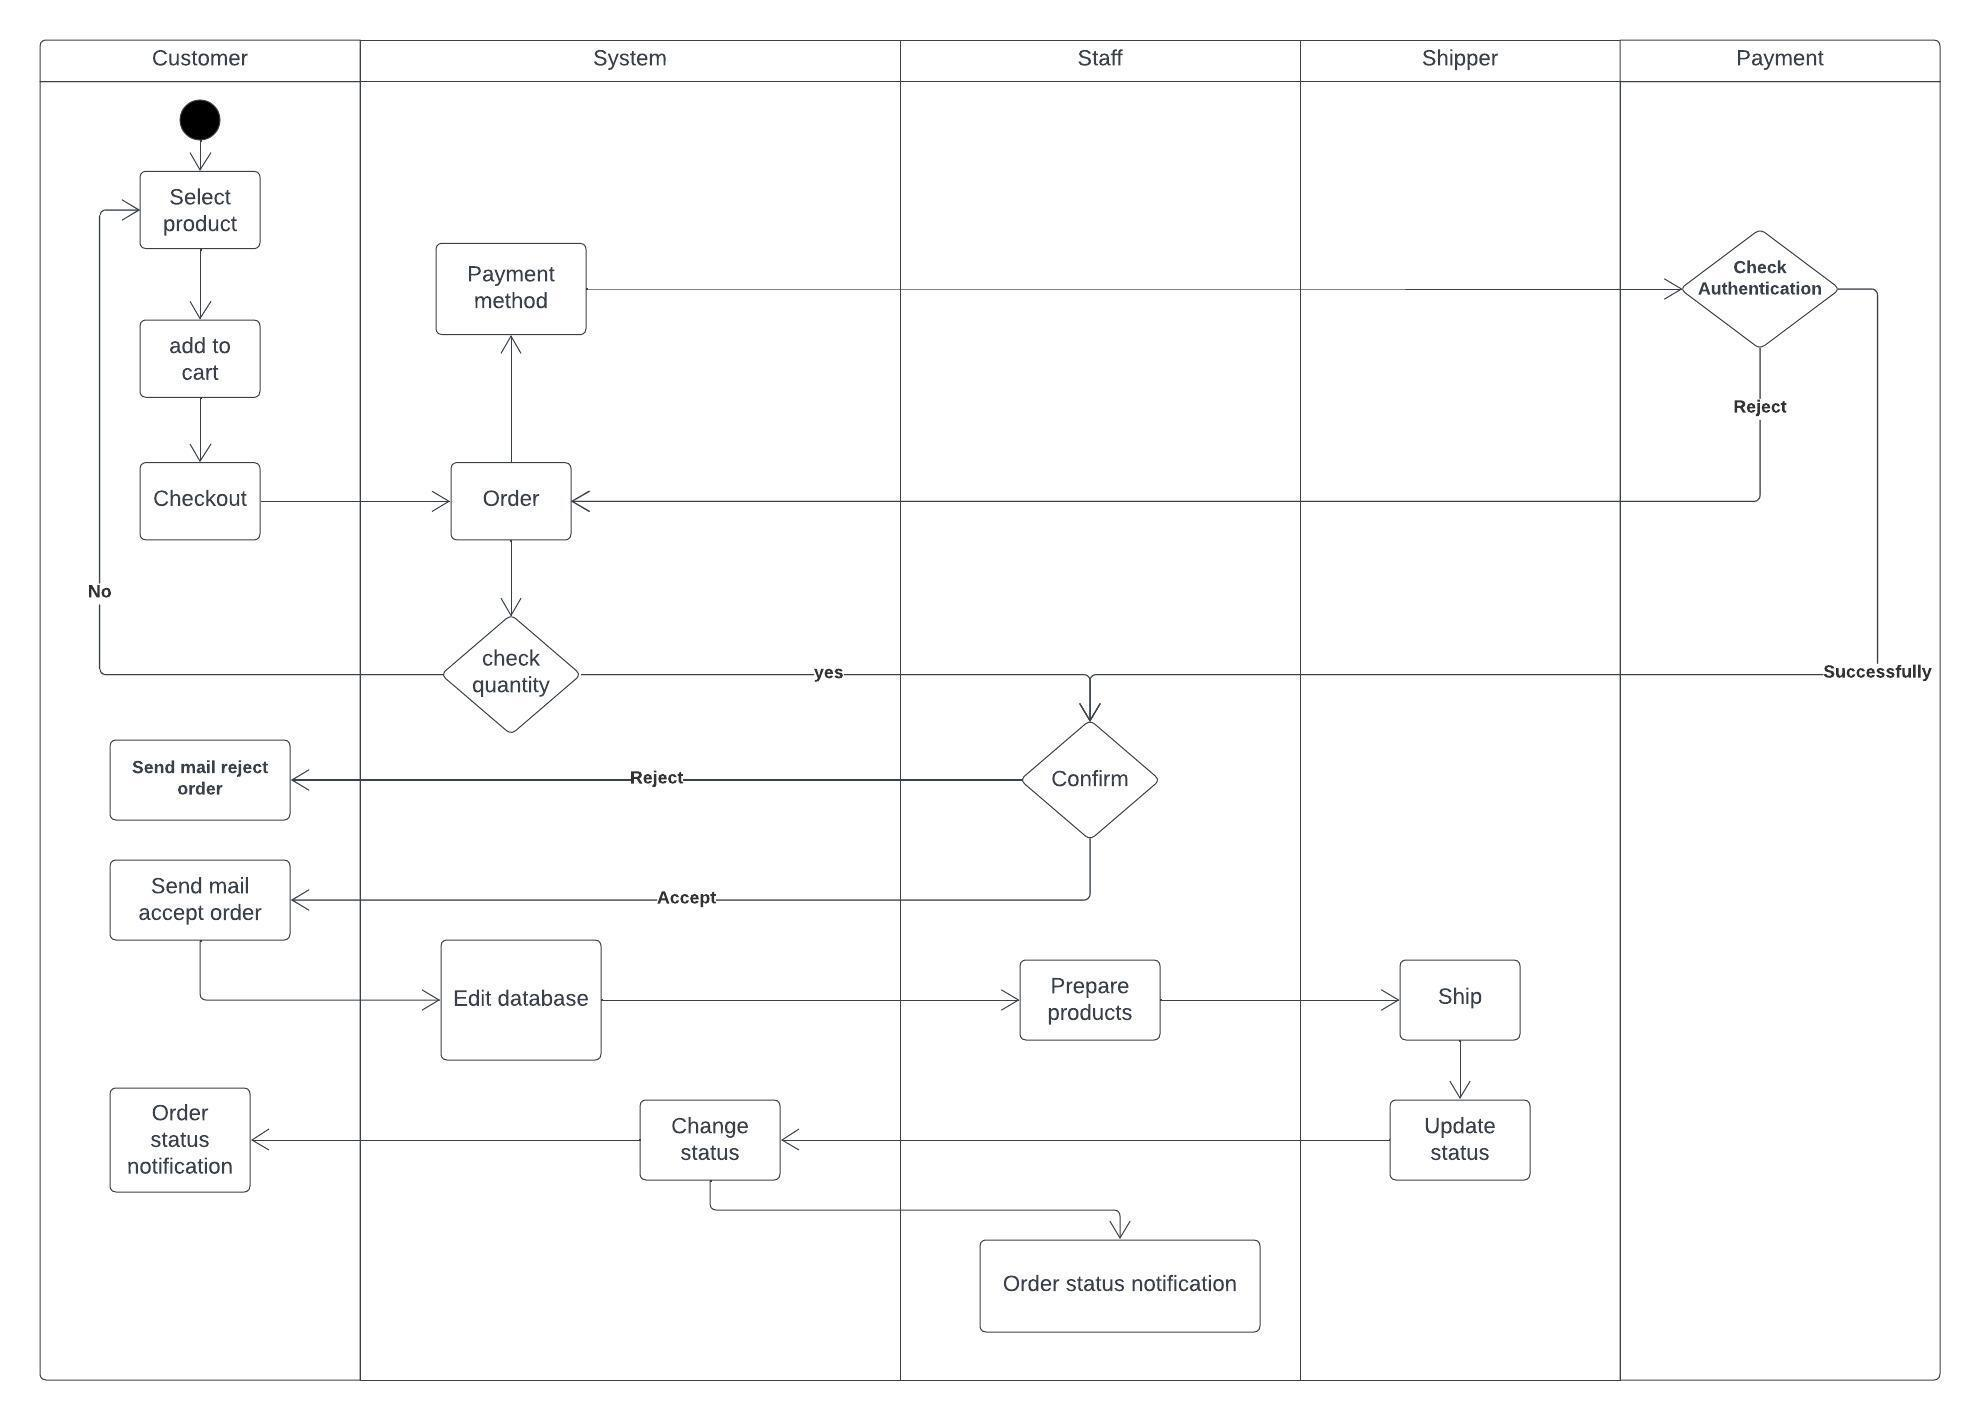 Customer
System
Staff
Shipper
Payment
Select
product
Payment
method
Check
Authentication
add to
cart
Reject
Checkout
Order
No
check
quantity
yes
Successfully
Send mail reject
order
Reject
Confirm
Send mail
accept order
Accept
Edit database
Prepare
products
Ship
Order
status
notification
Change
status
Update
status
Order status notification